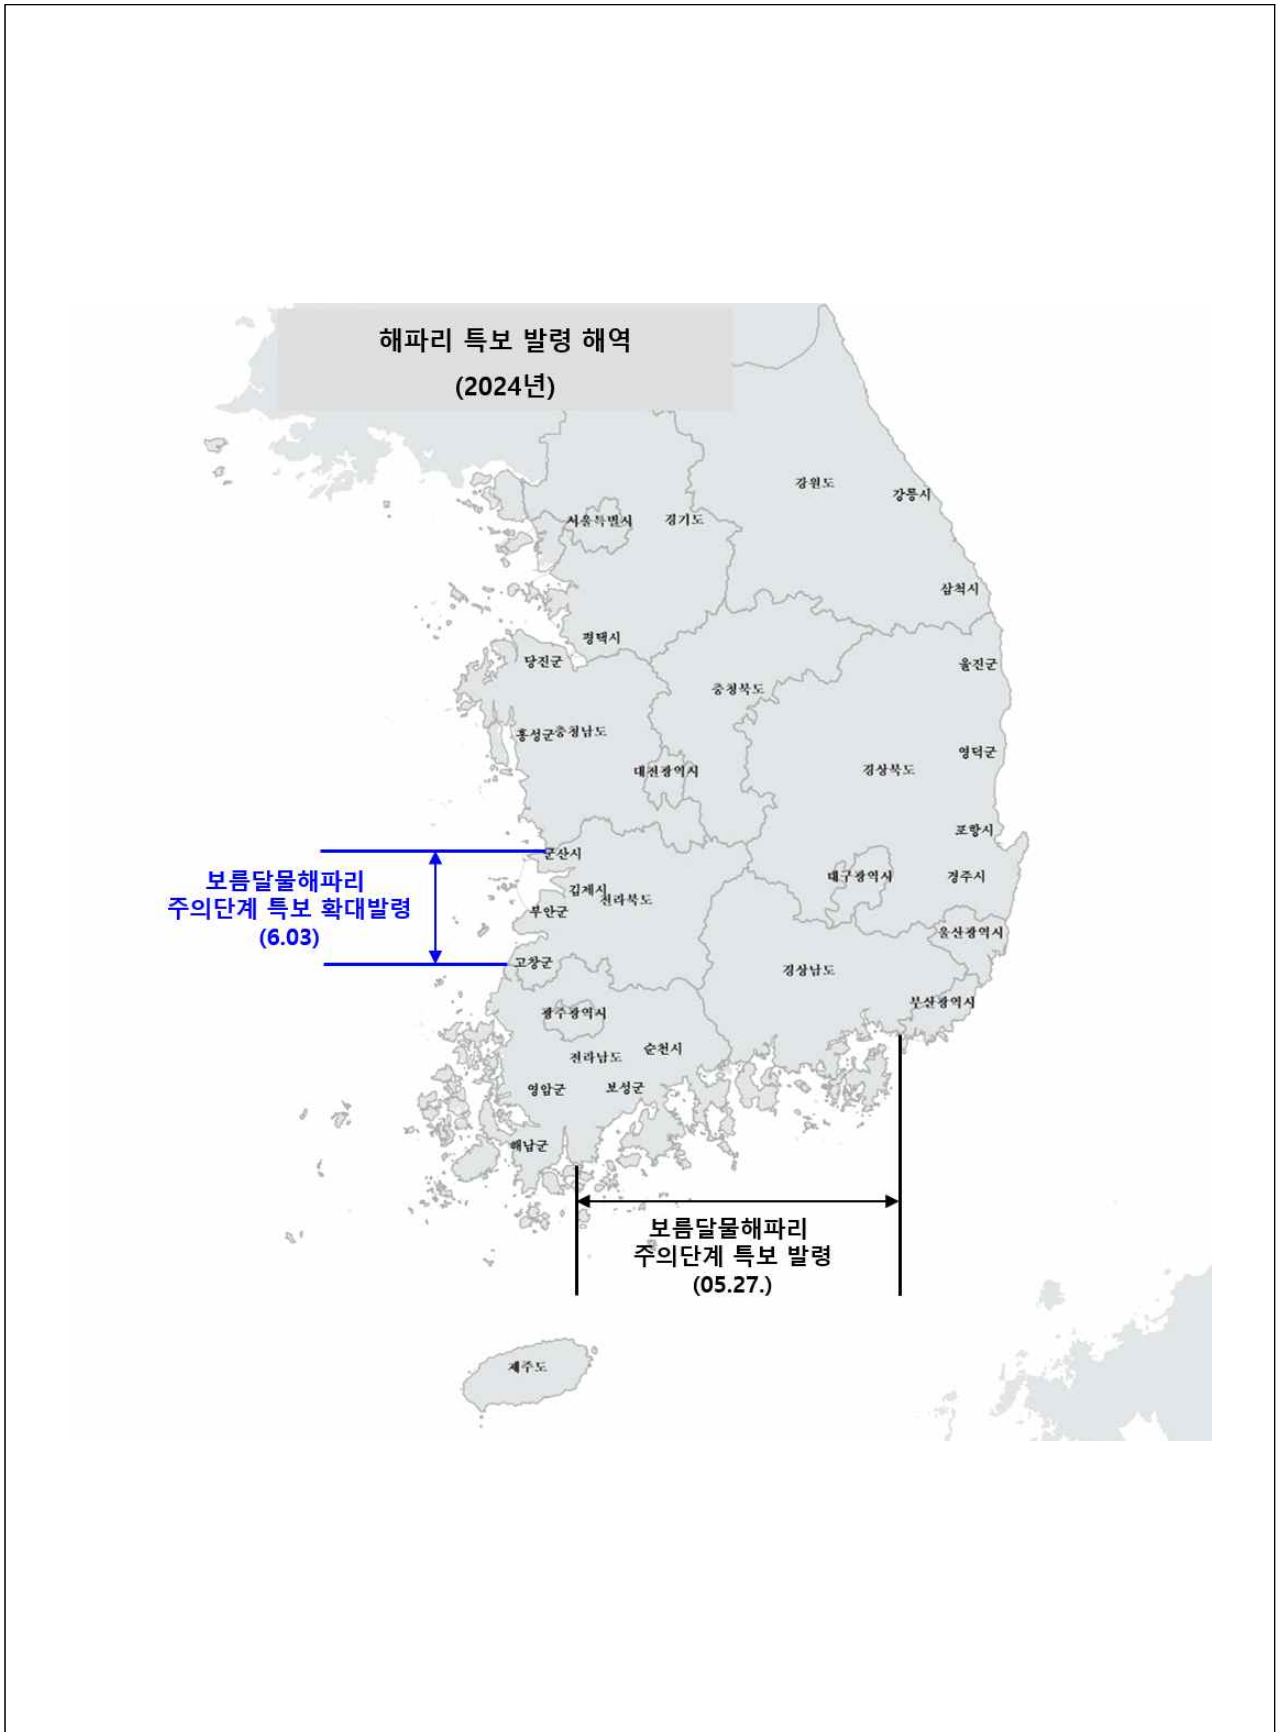 해파리 특보 발령 해역
(2024년)
강원도
강릉시
서울특별시
경기도
삼척시
평택시
당진군
울진군
충청북도
홍성군
충청남도
영덕군
대전광역시
경상북도
포항시
군산시
보름달물해파리
주의단계 특보 확대발령
(6.03)
대구광역시
경주시
김제시
전라북도
부안군
울산광역시
고창군
경상남도
부산광역시
광주광역시
순천시
전라남도
영암군
보성군
해남군
보름달물해파리
주의단계 특보 발령
(05.27.)
제주도